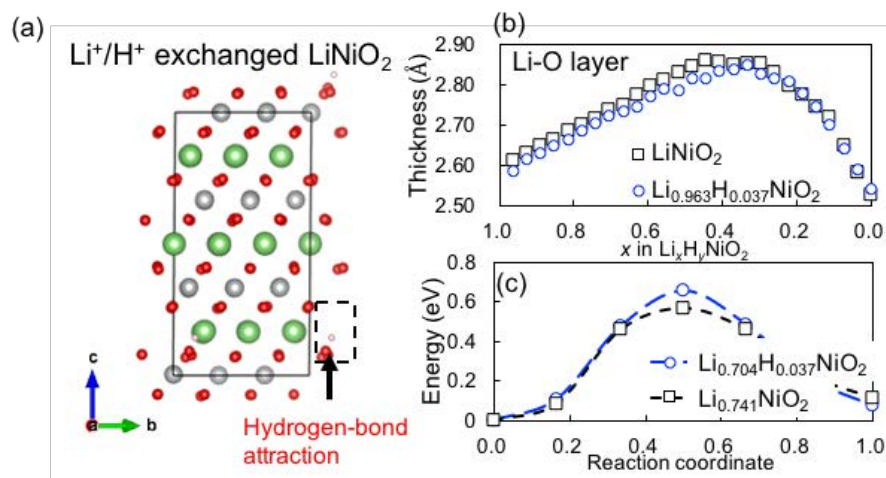 (a)
Li⁺/H⁺ exchanged LiNiO₂
c
a
b
Hydrogen-bond
attraction
(b)
Li-O layer
Thickness (Å)
2.90
2.80
2.70
2.60
2.50
LiNiO₂
Li₀.₉₆₃H₀.₀₃₇NiO₂
1.0 0.8 0.6 0.4 0.2 0.0
x in LiₓHᵧNiO₂
(c)
Energy (eV)
0.8
0.6
0.4
0.2
0
Li₀.₇₀₄H₀.₀₃₇NiO₂
Li₀.₇₄₁NiO₂
0.0 0.2 0.4 0.6 0.8 1.0
Reaction coordinate